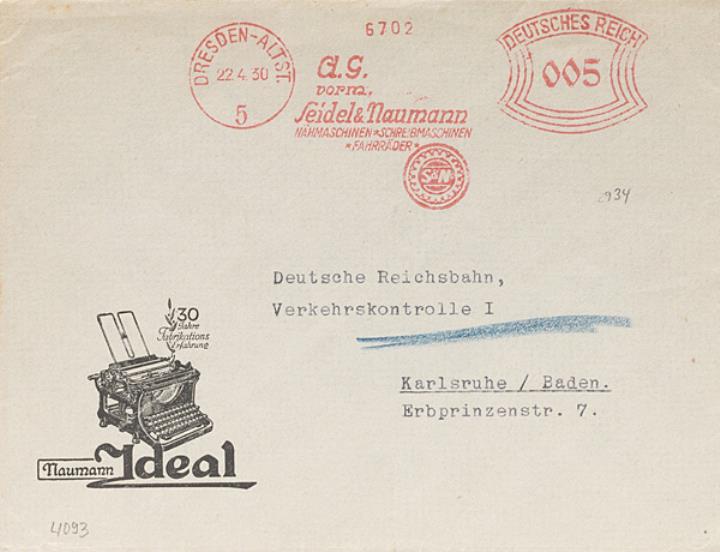 6702
DRESDEN-ALTST.
22.4.30
5
A.G.
vorm.
Seidel & Naumann
NÄHMASCHINEN * SCHREIBMASCHINEN
* FAHRRÄDER *
S&N
DEUTSCHES REICH
005
934
Deutsche Reichsbahn,
Verkehrskontrolle I
Karlsruhe / Baden.
Erbprinzenstr. 7.
30
Jahre
Fabrikations
Erfahrung
Naumann Ideal
4093